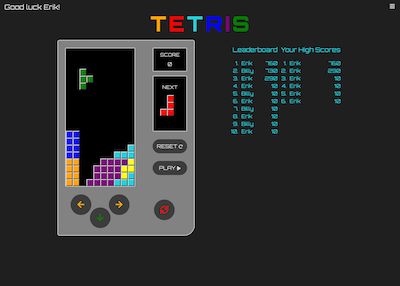 Good luck Erik!
TETRIS
SCORE
0
NEXT
RESET
PLAY
Leaderboard
1. Erik 760
2. Billy 730
3. Erik 290
4. Erik 10
5. Billy 10
6. Erik 10
7. Billy 10
8. Erik 10
9. Billy 10
10. Erik 10
Your High Scores
1. Erik 760
2. Erik 290
3. Erik 10
4. Erik 10
5. Erik 10
6. Erik 10